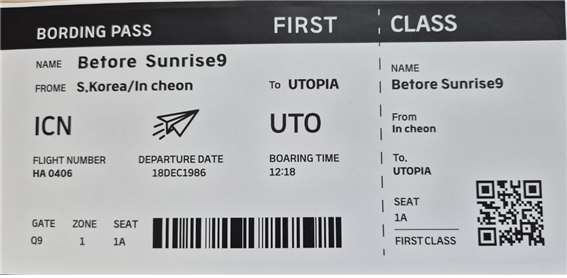 BORDING PASS FIRST CLASS
NAME Betore Sunrise9
FROME S.Korea/In cheon To UTOPIA
ICN UTO
FLIGHT NUMBER DEPARTURE DATE BOARING TIME
HA 0406 18DEC1986 12:18
GATE ZONE SEAT
Q9 1 1A
NAME
Betore Sunrise9
From
In cheon
To.
UTOPIA
SEAT
1A
FIRST CLASS